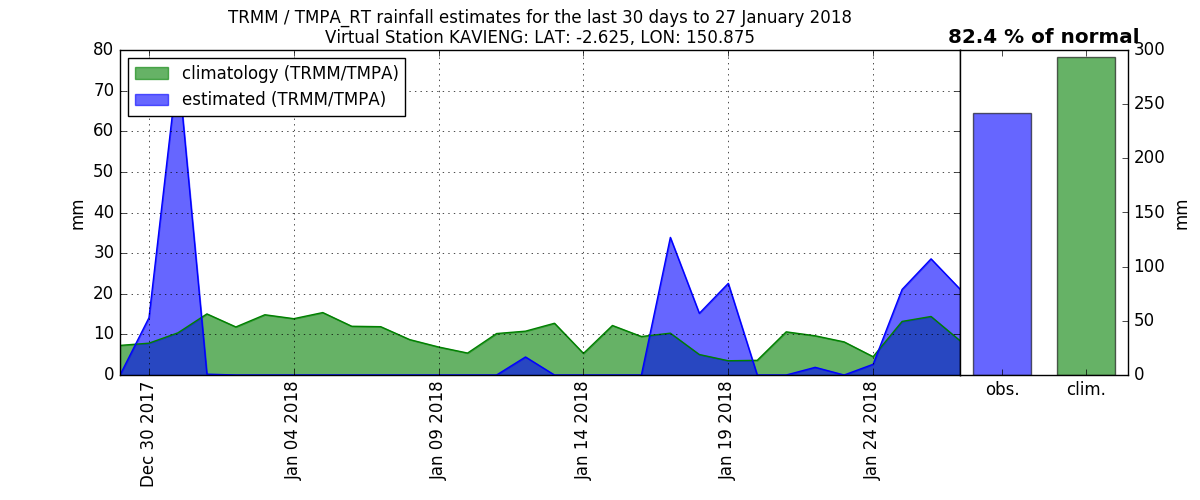 TRMM / TMPA_RT rainfall estimates for the last 30 days to 27 January 2018
Virtual Station KAVIENG: LAT: -2.625, LON: 150.875
82.4 % of normal
climatology (TRMM/TMPA)
estimated (TRMM/TMPA)
80
70
60
50
40
30
20
10
0
mm
Dec 30 2017
Jan 04 2018
Jan 09 2018
Jan 14 2018
Jan 19 2018
Jan 24 2018
300
250
200
150
100
50
0
mm
obs.
clim.